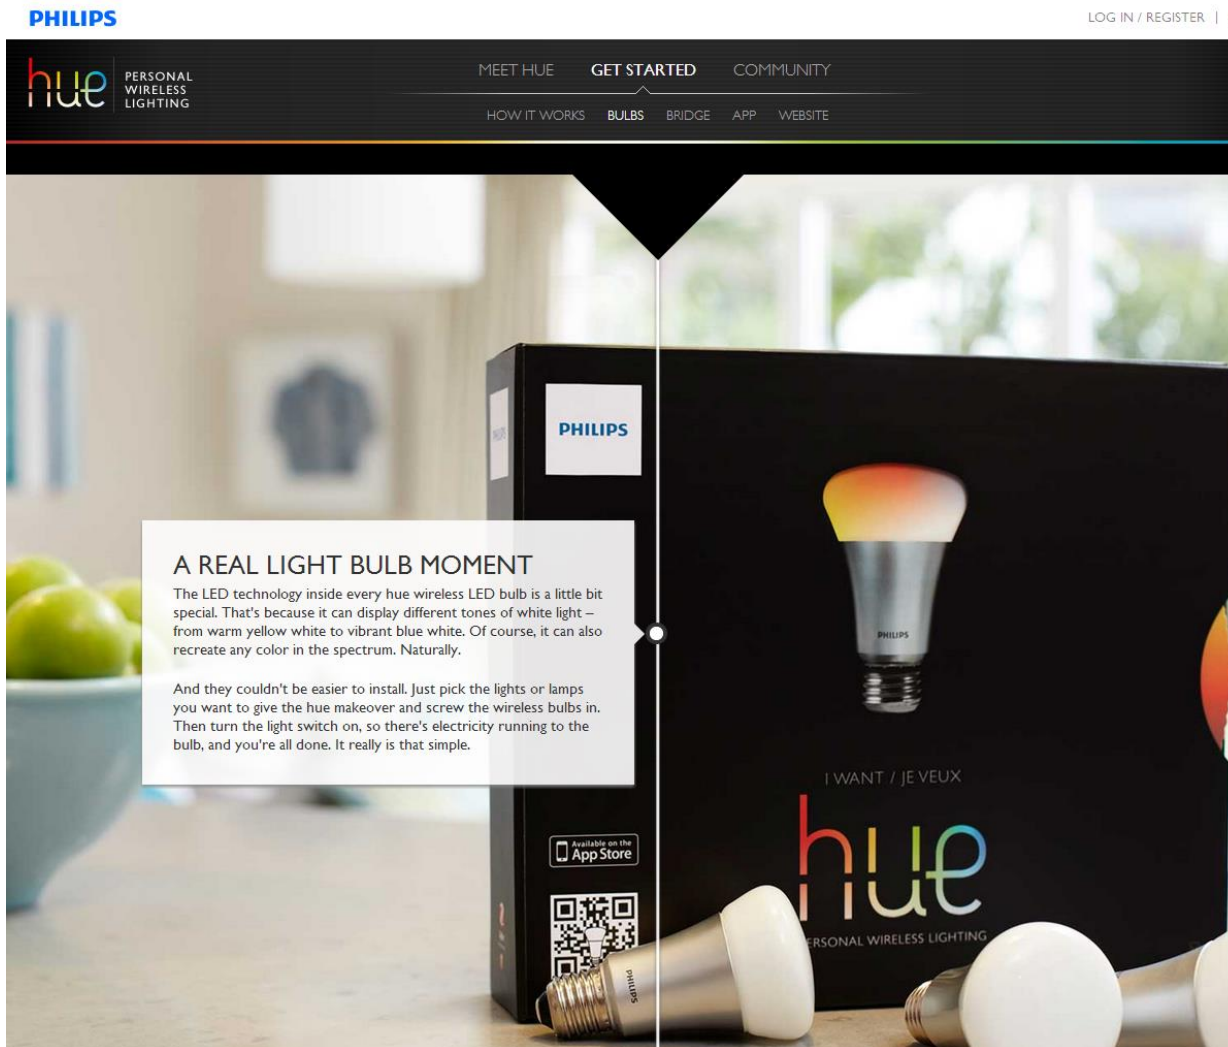 PHILIPS
LOG IN / REGISTER |
hue
PERSONAL
WIRELESS
LIGHTING
MEET HUE GET STARTED COMMUNITY
HOW IT WORKS BULBS BRIDGE APP WEBSITE
PHILIPS
A REAL LIGHT BULB MOMENT
The LED technology inside every hue wireless LED bulb is a little bit
special. That's because it can display different tones of white light –
from warm yellow white to vibrant blue white. Of course, it can also
recreate any color in the spectrum. Naturally.
And they couldn't be easier to install. Just pick the lights or lamps
you want to give the hue makeover and screw the wireless bulbs in.
Then turn the light switch on, so there's electricity running to the
bulb, and you're all done. It really is that simple.
PHILIPS
I WANT / JE VEUX
hue
PERSONAL WIRELESS LIGHTING
Available on the
App Store
PHILIPS